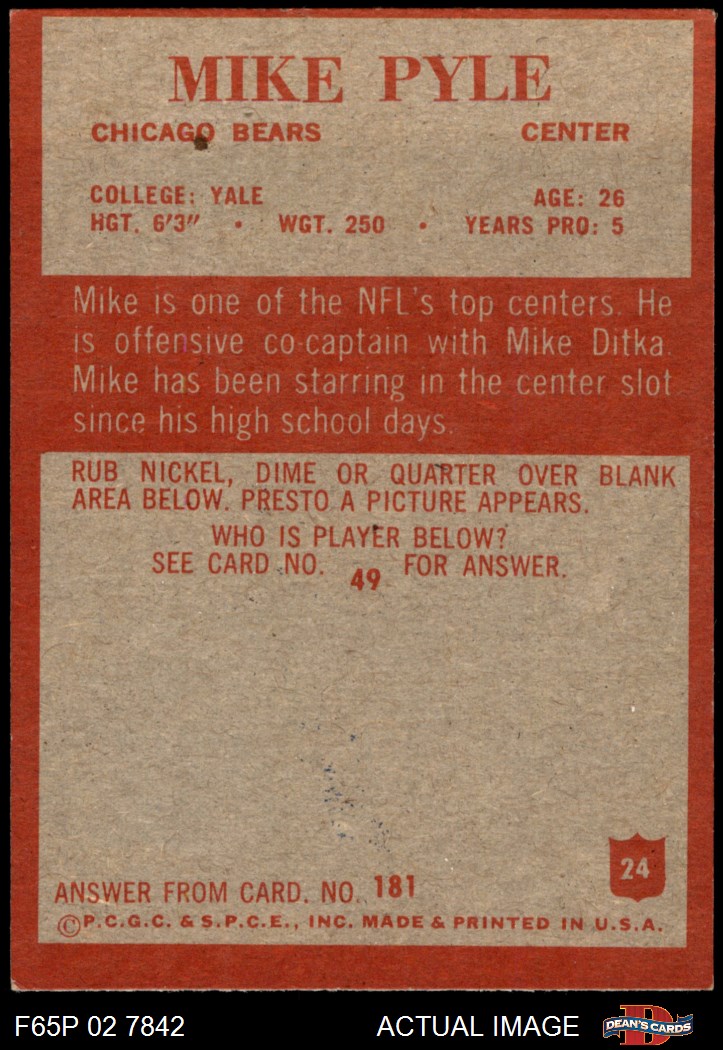 MIKE PYLE
CHICAGO BEARS CENTER
COLLEGE: YALE AGE: 26
HGT. 6'3" • WGT. 250 • YEARS PRO: 5
Mike is one of the NFL's top centers. He
is offensive co-captain with Mike Ditka.
Mike has been starring in the center slot
since his high school days.
RUB NICKEL, DIME OR QUARTER OVER BLANK
AREA BELOW. PRESTO A PICTURE APPEARS.
WHO IS PLAYER BELOW?
SEE CARD NO. 49 FOR ANSWER.
24
ANSWER FROM CARD. NO. 181
©P.C.G.C. & S.P.C.E., INC. MADE & PRINTED IN U.S.A.
F65P 02 7842 ACTUAL IMAGE D DEAN'S CARDS